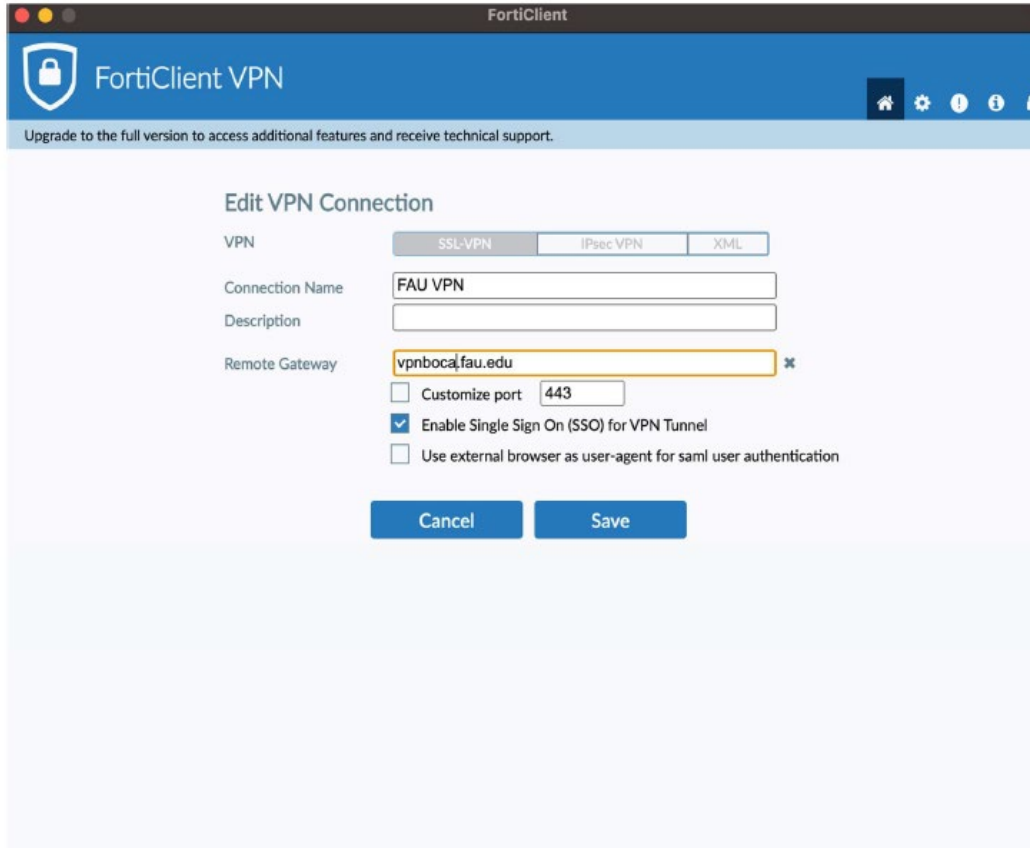 FortiClient
FortiClient VPN
Upgrade to the full version to access additional features and receive technical support.
Edit VPN Connection
VPN SSL-VPN IPsec VPN XML
Connection Name FAU VPN
Description
Remote Gateway vpnboca.fau.edu
Customize port 443
Enable Single Sign On (SSO) for VPN Tunnel
Use external browser as user-agent for saml user authentication
Cancel Save